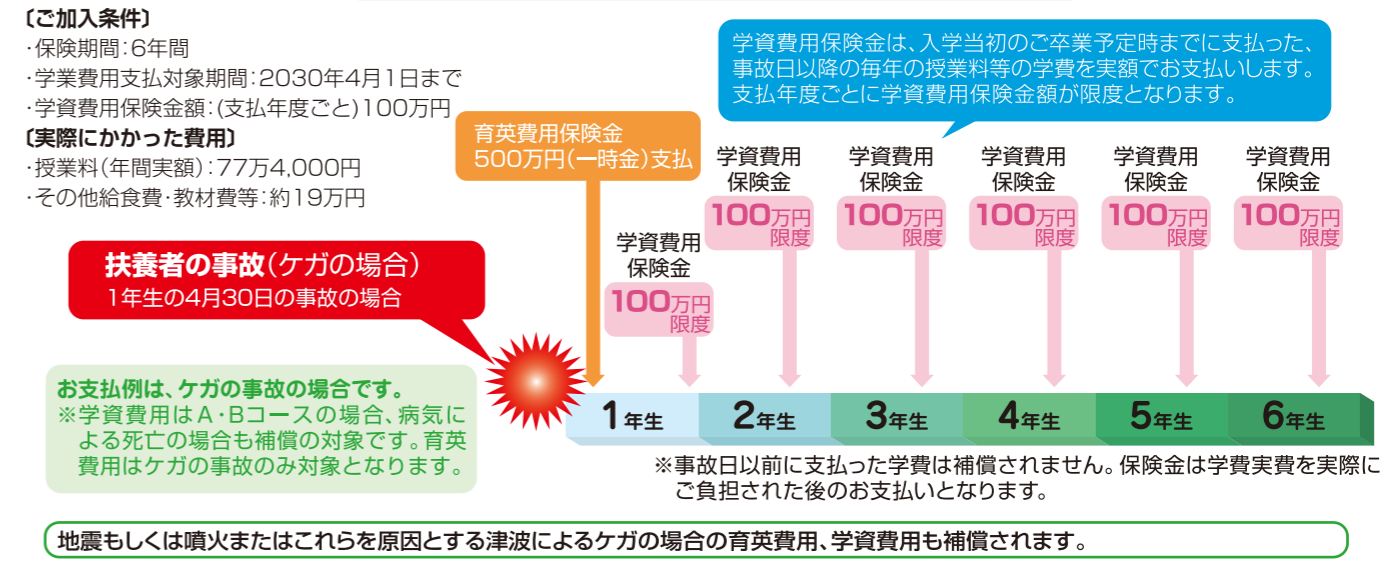 〔ご加入条件〕
・保険期間：6年間
・学業費用支払対象期間：2030年4月1日まで
・学資費用保険金額：（支払年度ごと）100万円
〔実際にかかった費用〕
・授業料（年間実額）：77万4,000円
・その他給食費・教材費等：約19万円
学資費用保険金は、入学当初のご卒業予定時までに支払った、
事故日以降の毎年の授業料等の学費を実額でお支払いします。
支払年度ごとに学資費用保険金額が限度となります。
育英費用保険金
500万円（一時金）支払
扶養者の事故（ケガの場合）
1年生の4月30日の事故の場合
学資費用
保険金
100万円
限度
学資費用
保険金
100万円
限度
学資費用
保険金
100万円
限度
学資費用
保険金
100万円
限度
学資費用
保険金
100万円
限度
学資費用
保険金
100万円
限度
お支払例は、ケガの事故の場合です。
※学資費用はA・Bコースの場合、病気に
よる死亡の場合も補償の対象です。育英
費用はケガの事故のみ対象となります。
1年生
2年生
3年生
4年生
5年生
6年生
※事故日以前に支払った学費は補償されません。保険金は学費実費を実際に
ご負担された後のお支払いとなります。
地震もしくは噴火またはこれらを原因とする津波によるケガの場合の育英費用、学資費用も補償されます。